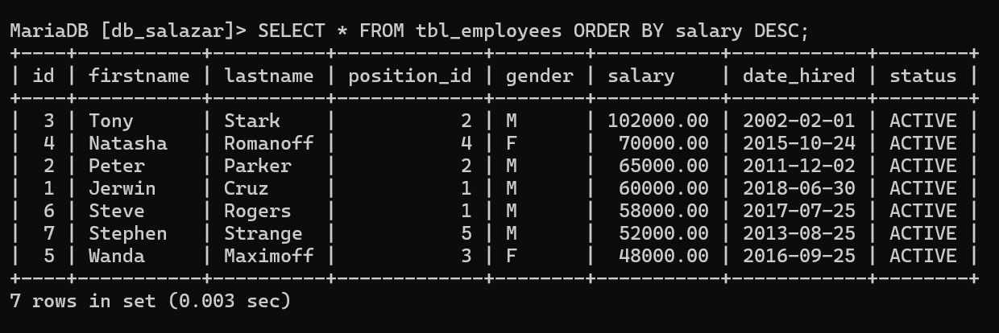 MariaDB [db_salazar]> SELECT * FROM tbl_employees ORDER BY salary DESC;
+----+-----------+----------+-------------+--------+-----------+------------+--------+
| id | firstname | lastname | position_id | gender | salary    | date_hired | status |
+----+-----------+----------+-------------+--------+-----------+------------+--------+
|  3 | Tony      | Stark    |           2 | M      | 102000.00 | 2002-02-01 | ACTIVE |
|  4 | Natasha   | Romanoff |           4 | F      |  70000.00 | 2015-10-24 | ACTIVE |
|  2 | Peter     | Parker   |           2 | M      |  65000.00 | 2011-12-02 | ACTIVE |
|  1 | Jerwin    | Cruz     |           1 | M      |  60000.00 | 2018-06-30 | ACTIVE |
|  6 | Steve     | Rogers   |           1 | M      |  58000.00 | 2017-07-25 | ACTIVE |
|  7 | Stephen   | Strange  |           5 | M      |  52000.00 | 2013-08-25 | ACTIVE |
|  5 | Wanda     | Maximoff |           3 | F      |  48000.00 | 2016-09-25 | ACTIVE |
+----+-----------+----------+-------------+--------+-----------+------------+--------+
7 rows in set (0.003 sec)